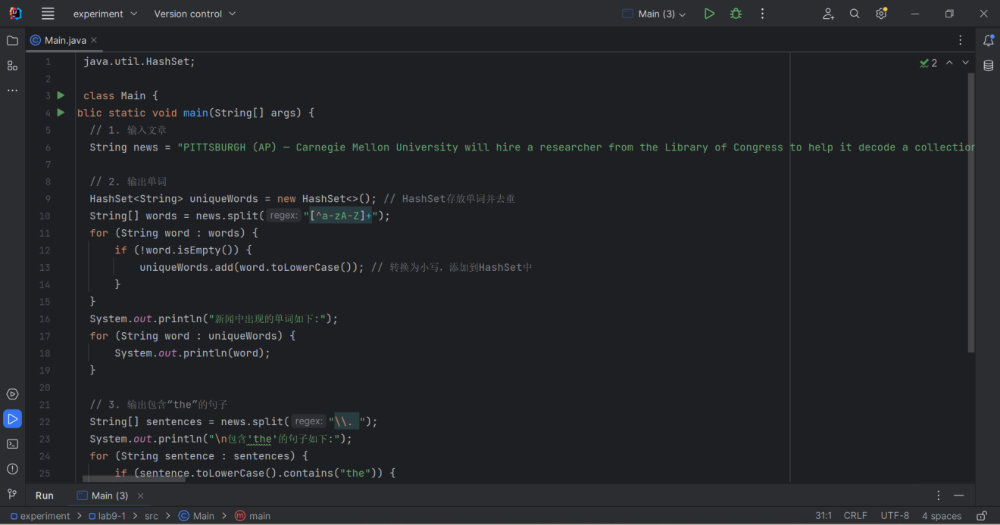 experiment Version control Main (3)
Main.java
1 java.util.HashSet;
2
3 class Main {
4 blic static void main(String[] args) {
5 // 1. 输入文章
6 String news = "PITTSBURGH (AP) — Carnegie Mellon University will hire a researcher from the Library of Congress to help it decode a collection
7
8 // 2. 输出单词
9 HashSet<String> uniqueWords = new HashSet<>(); // HashSet存放单词并去重
10 String[] words = news.split( regex: "[^a-zA-Z]+");
11 for (String word : words) {
12 if (!word.isEmpty()) {
13 uniqueWords.add(word.toLowerCase()); // 转换为小写，添加到HashSet中
14 }
15 }
16 System.out.println("新闻中出现的单词如下:");
17 for (String word : uniqueWords) {
18 System.out.println(word);
19 }
20
21 // 3. 输出包含“the”的句子
22 String[] sentences = news.split( regex: "\\. ");
23 System.out.println("\n包含'the'的句子如下:");
24 for (String sentence : sentences) {
25 if (sentence.toLowerCase().contains("the")) {
2
Run Main (3)
experiment > lab9-1 > src > Main > main 31:1 CRLF UTF-8 4 spaces